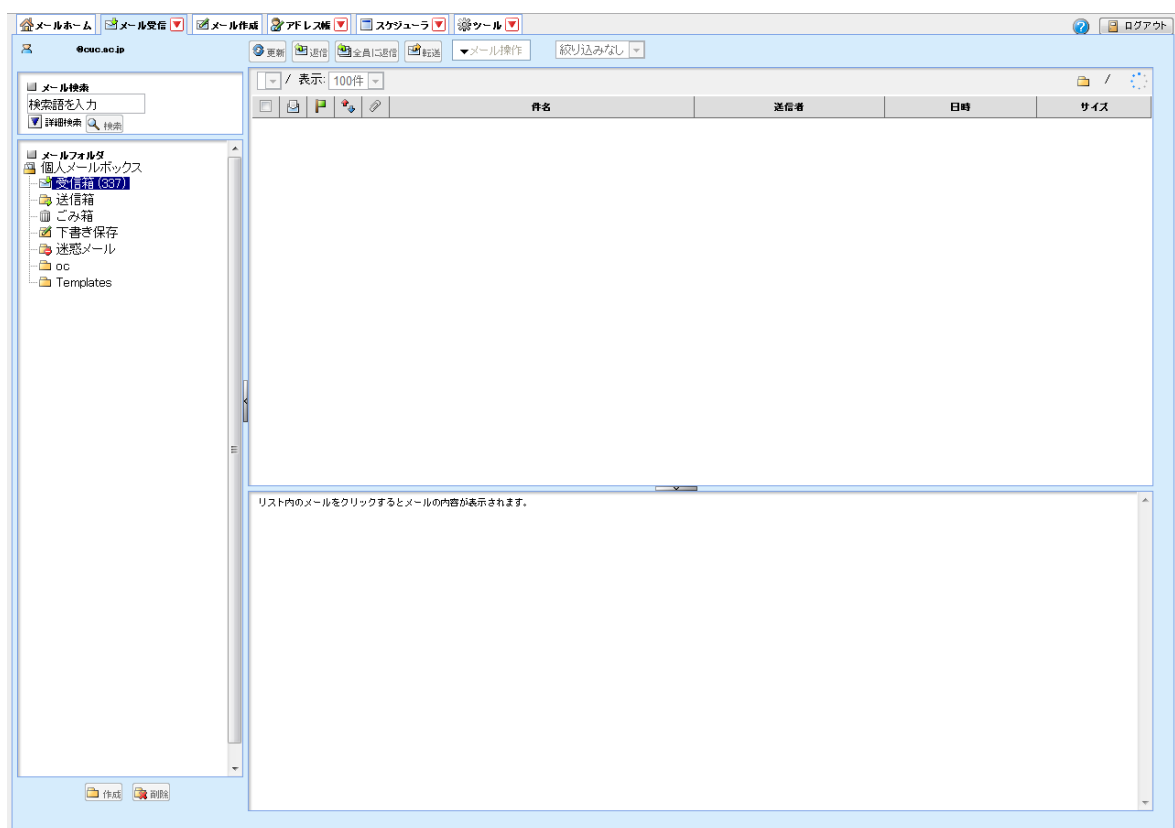 メールホーム メール受信 メール作成 アドレス帳 スケジューラ ツール ログアウト
@cuc.ac.jp 更新 返信 全員に返信 転送 ▼メール操作 絞り込みなし
メール検索
検索語を入力
詳細検索 検索
/ 表示: 100件 /
件名 送信者 日時 サイズ
メールフォルダ
個人メールボックス
受信箱 (337)
送信箱
ごみ箱
下書き保存
迷惑メール
oc
Templates
リスト内のメールをクリックするとメールの内容が表示されます。
作成 削除